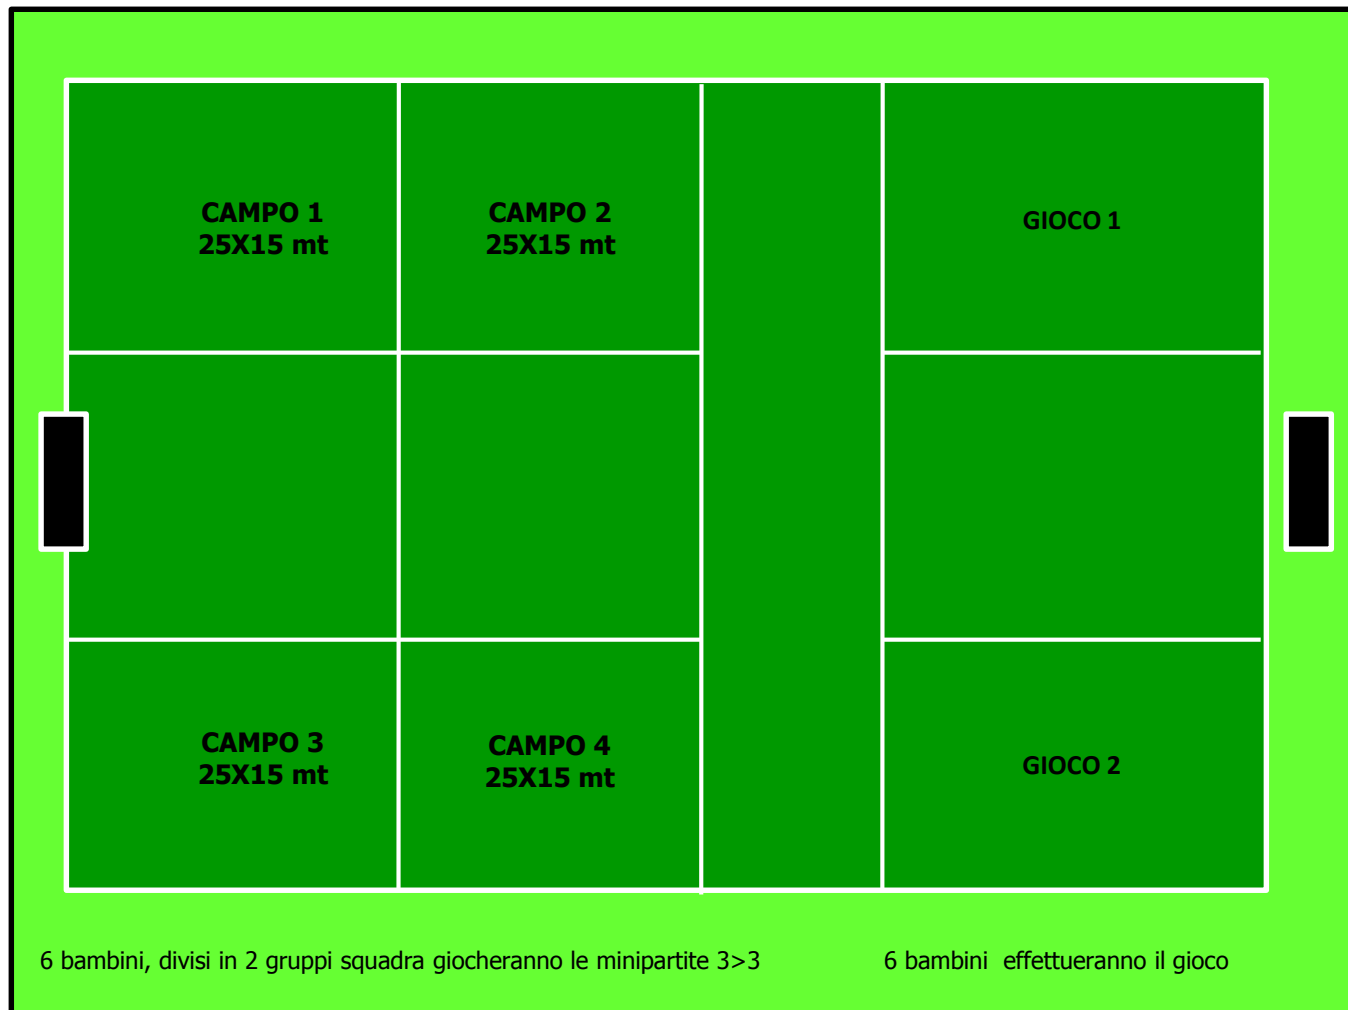 CAMPO 1
25X15 mt
CAMPO 2
25X15 mt
GIOCO 1
CAMPO 3
25X15 mt
CAMPO 4
25X15 mt
GIOCO 2
6 bambini, divisi in 2 gruppi squadra giocheranno le minipartite 3>3
6 bambini  effettueranno il gioco